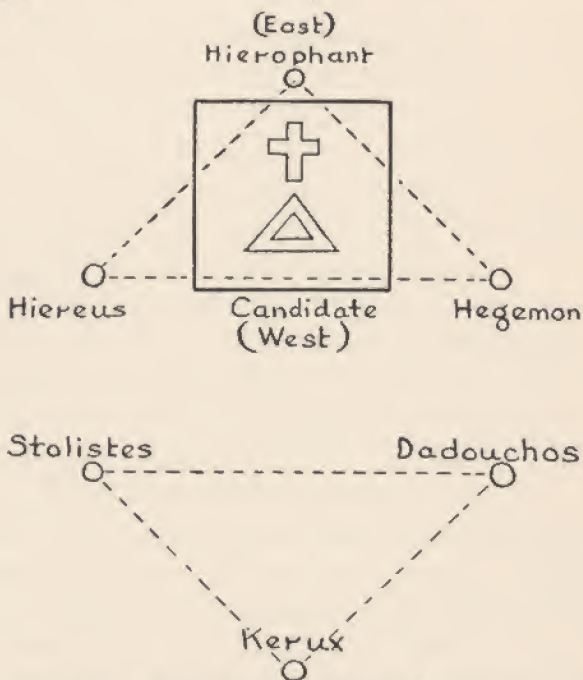 (East)
Hierophant
Hiereus
Candidate
Hegemon
(West)
Stolistes
Dadouchos
Kerux